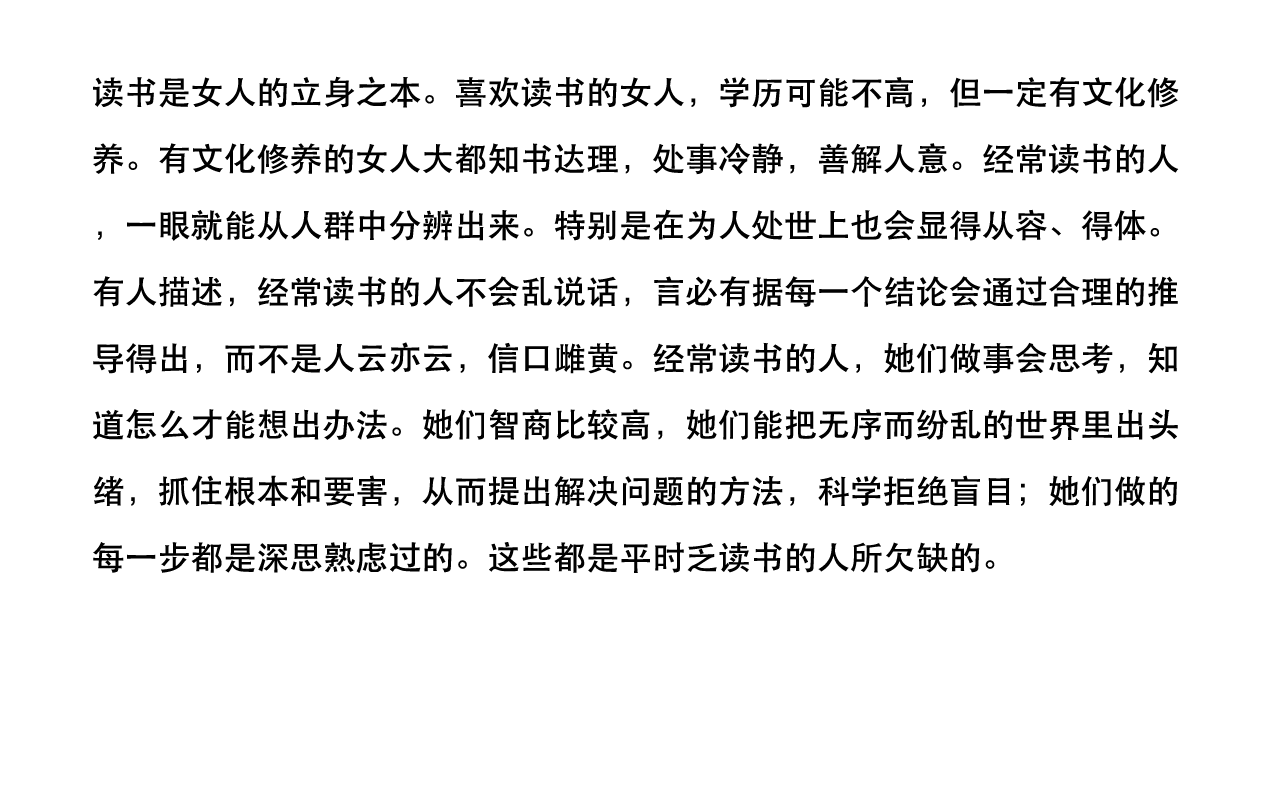 读书是女人的立身之本。喜欢读书的女人，学历可能不高，但一定有文化修
养。有文化修养的女人大都知书达理，处事冷静，善解人意。经常读书的人
，一眼就能从人群中分辨出来。特别是在为人处世上也会显得从容、得体。
有人描述，经常读书的人不会乱说话，言必有据每一个结论会通过合理的推
导得出，而不是人云亦云，信口雌黄。经常读书的人，她们做事会思考，知
道怎么才能想出办法。她们智商比较高，她们能把无序而纷乱的世界里出头
绪，抓住根本和要害，从而提出解决问题的方法，科学拒绝盲目；她们做的
每一步都是深思熟虑过的。这些都是平时乏读书的人所欠缺的。